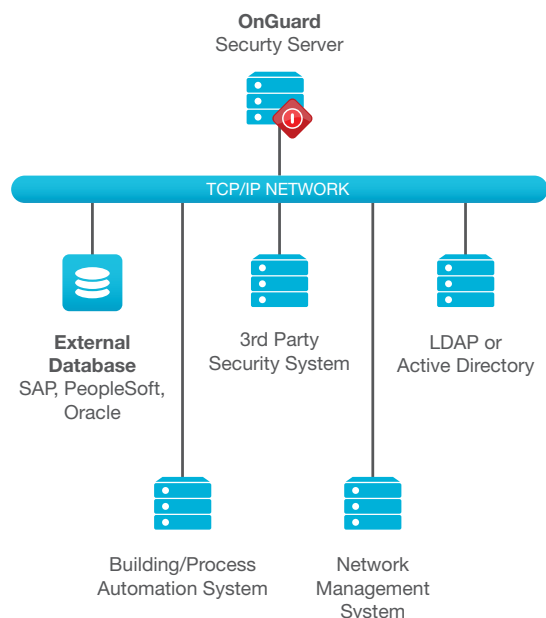 OnGuard
Securty Server
TCP/IP NETWORK
External
Database
SAP, PeopleSoft,
Oracle
3rd Party
Security System
LDAP or
Active Directory
Building/Process
Automation System
Network
Management
System